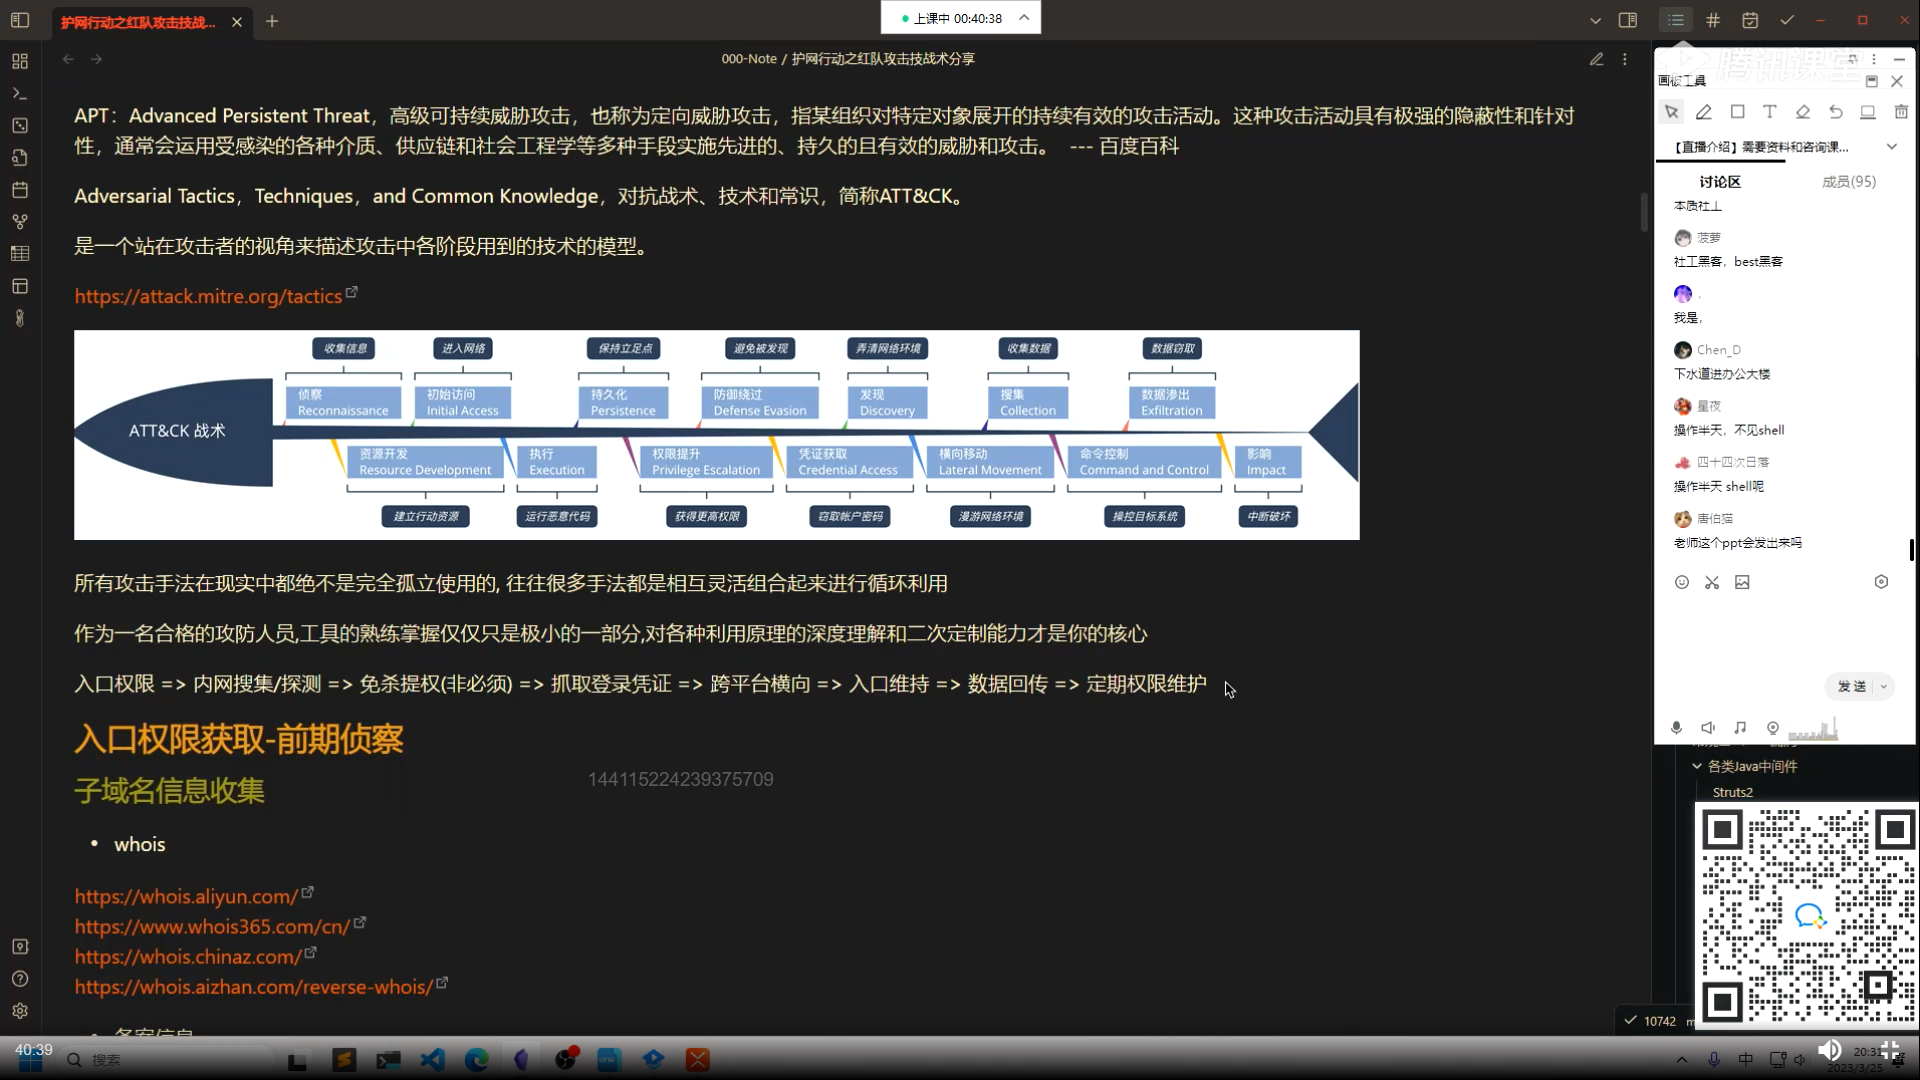 护网行动之红队攻击技战...
上课中 00:40:38
000-Note / 护网行动之红队攻击技战术分享
APT：Advanced Persistent Threat，高级可持续威胁攻击，也称为定向威胁攻击，指某组织对特定对象展开的持续有效的攻击活动。这种攻击活动具有极强的隐蔽性和针对
性，通常会运用受感染的各种介质、供应链和社会工程学等多种手段实施先进的、持久的且有效的威胁和攻击。 --- 百度百科
Adversarial Tactics，Techniques，and Common Knowledge，对抗战术、技术和常识，简称ATT&CK。
是一个站在攻击者的视角来描述攻击中各阶段用到的技术的模型。
https://attack.mitre.org/tactics
收集信息
进入网络
保持立足点
避免被发现
弄清网络环境
收集数据
数据窃取
侦察
Reconnaissance
初始访问
Initial Access
持久化
Persistence
防御绕过
Defense Evasion
发现
Discovery
搜集
Collection
数据渗出
Exfiltration
ATT&CK 战术
资源开发
Resource Development
执行
Execution
权限提升
Privilege Escalation
凭证获取
Credential Access
横向移动
Lateral Movement
命令控制
Command and Control
影响
Impact
建立行动资源
运行恶意代码
获得更高权限
窃取帐户密码
漫游网络环境
操控目标系统
中断破坏
所有攻击手法在现实中都绝不是完全孤立使用的, 往往很多手法都是相互灵活组合起来进行循环利用
作为一名合格的攻防人员,工具的熟练掌握仅仅只是极小的一部分,对各种利用原理的深度理解和二次定制能力才是你的核心
入口权限 => 内网搜集/探测 => 免杀提权(非必须) => 抓取登录凭证 => 跨平台横向 => 入口维持 => 数据回传 => 定期权限维护
入口权限获取-前期侦察
子域名信息收集
144115224239375709
• whois
https://whois.aliyun.com/
https://www.whois365.com/cn/
https://whois.chinaz.com/
https://whois.aizhan.com/reverse-whois/
• 备案信息
腾讯课堂
画板工具
【直播介绍】需要资料和咨询课...
讨论区
成员(95)
本质社工
菠萝
社工黑客，best黑客
，
我是，
Chen_D
下水道进办公大楼
星夜
操作半天，不见shell
四十四次日落
操作半天 shell呢
唐伯猫
老师这个ppt会发出来吗
发送
各类Java中间件
Struts2
10742
40:39
搜索
中
20:31
2023/3/25